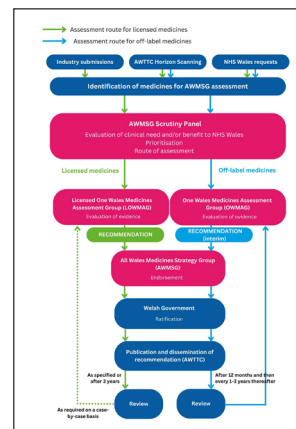 Assessment route for licensed medicines
Assessment route for off-label medicines
Industry submissions
AWTTC Horizon Scanning
NHS Wales requests
Identification of medicines for AWMSG assessment
AWMSG Scrutiny Panel
Evaluation of clinical need and/or benefit to NHS Wales
Prioritisation
Route of assessment
Licensed medicines
Off-label medicines
Licensed One Wales Medicines
Assessment Group (LOWMAG)
Evaluation of evidence
One Wales Medicines Assessment
Group (OWMAG)
Evaluation of evidence
RECOMMENDATION
RECOMMENDATION
(interim)
All Wales Medicines Strategy Group
(AWMSG)
Endorsement
Welsh Government
Ratification
Publication and dissemination of
recommendation (AWTTC)
As specified or
after 3 years
After 12 months and then
every 1-3 years thereafter
Review
Review
As required on a case-
by-case basis